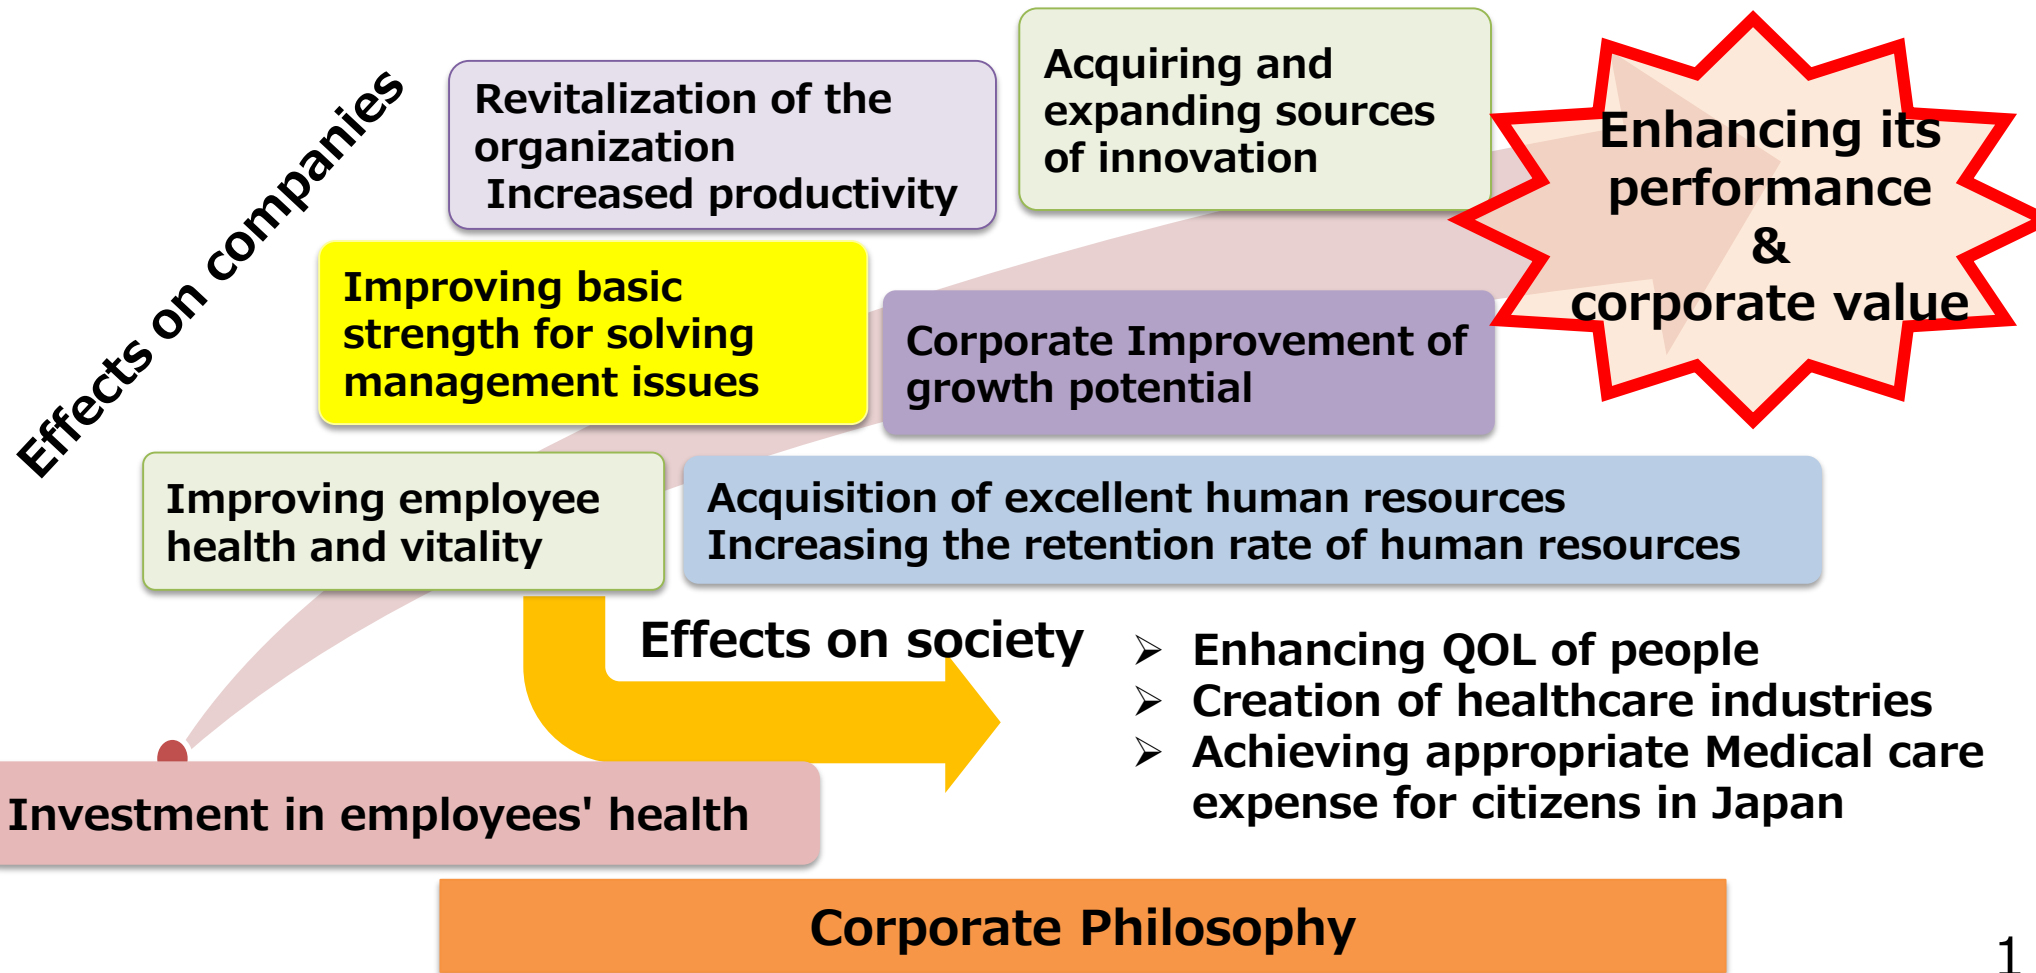 Effects on companies
Revitalization of the
organization
Increased productivity
Acquiring and
expanding sources
of innovation
Enhancing its
performance
&
corporate value
Improving basic
strength for solving
management issues
Corporate Improvement of
growth potential
Improving employee
health and vitality
Acquisition of excellent human resources
Increasing the retention rate of human resources
Effects on society
➢ Enhancing QOL of people
➢ Creation of healthcare industries
➢ Achieving appropriate Medical care
expense for citizens in Japan
Investment in employees' health
Corporate Philosophy
1